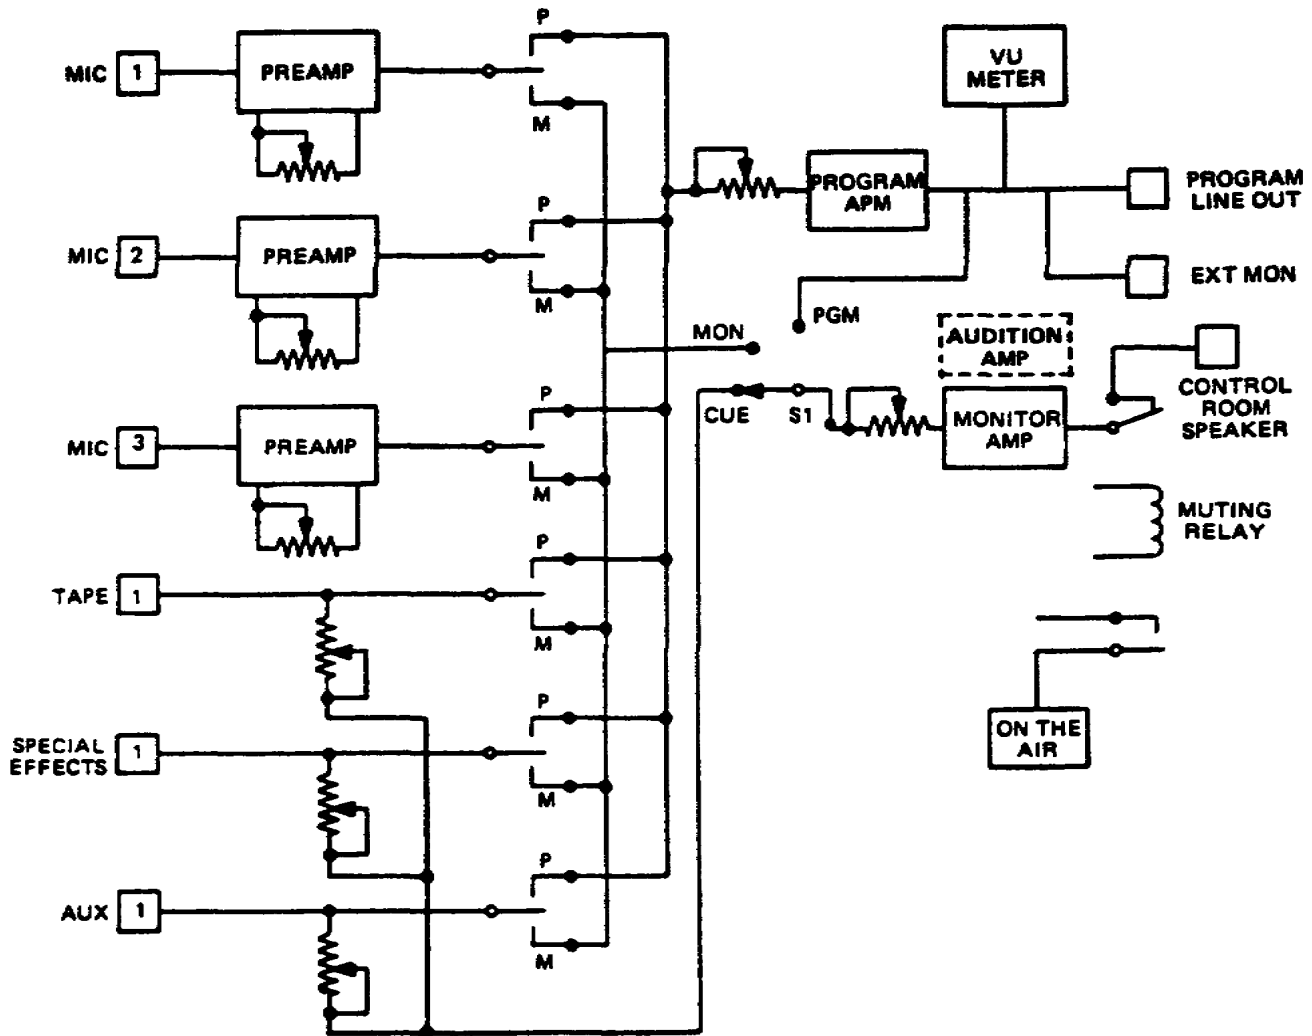 MIC 1
PREAMP
P
M
MIC 2
PREAMP
P
M
MIC 3
PREAMP
P
M
TAPE 1
P
M
SPECIAL
EFFECTS
1
P
M
AUX 1
P
M
VU
METER
PROGRAM
APM
PROGRAM
LINE OUT
EXT MON
PGM
MON
AUDITION
AMP
CUE
S1
MONITOR
AMP
CONTROL
ROOM
SPEAKER
MUTING
RELAY
ON THE
AIR